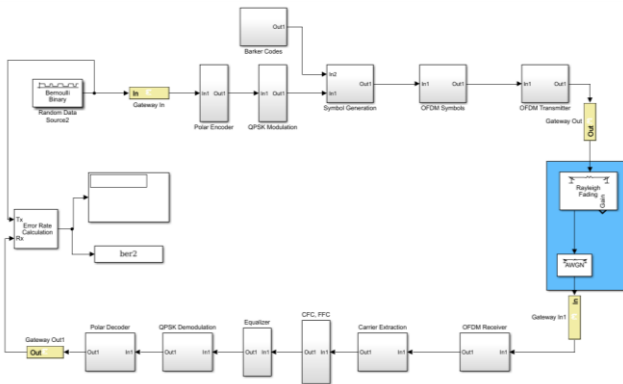 Out1
Barker Codes
Bernoulli
Binary
Random Data
Source2
In
Gateway In
In1 Out1
Polar Encoder
In1 Out1
QPSK Modulation
In2
In1
Out1
Symbol Generation
In1 Out1
OFDM Symbols
In1 Out1
OFDM Transmitter
Gateway Out
Out
Rayleigh
Fading
Gain
AWGN
In
Gateway In1
Tx
Rx
Error Rate
Calculation
ber2
Gateway Out1
Out
Polar Decoder
Out1 In1
QPSK Demodulation
Out1 In1
Equalizer
Out1 In1
CFC, FFC
Out1 In1
Carrier Extraction
Out1 In1
OFDM Receiver
Out1 In1